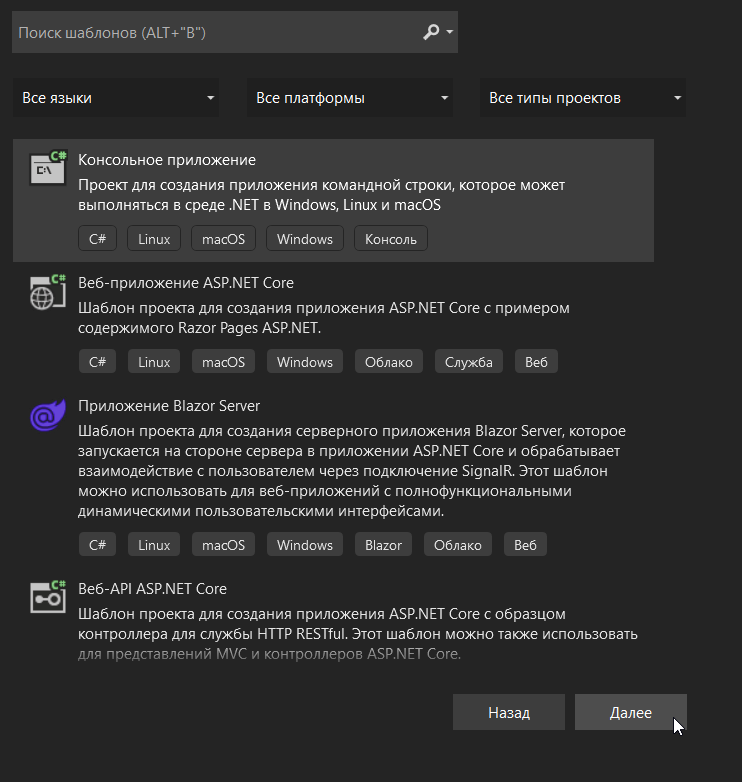 Поиск шаблонов (ALT+"B")
Все языки
Все платформы
Все типы проектов
C#
C:\
Консольное приложение
Проект для создания приложения командной строки, которое может
выполняться в среде .NET в Windows, Linux и macOS
C# Linux macOS Windows Консоль
C#
Веб-приложение ASP.NET Core
Шаблон проекта для создания приложения ASP.NET Core с примером
содержимого Razor Pages ASP.NET.
C# Linux macOS Windows Облако Служба Веб
Приложение Blazor Server
Шаблон проекта для создания серверного приложения Blazor Server, которое
запускается на стороне сервера в приложении ASP.NET Core и обрабатывает
взаимодействие с пользователем через подключение SignalR. Этот шаблон
можно использовать для веб-приложений с полнофункциональными
динамическими пользовательскими интерфейсами.
C# Linux macOS Windows Blazor Облако Веб
C#
Веб-API ASP.NET Core
Шаблон проекта для создания приложения ASP.NET Core с образцом
контроллера для службы HTTP RESTful. Этот шаблон можно также использовать
для представлений MVC и контроллеров ASP.NET Core.
Назад
Далее